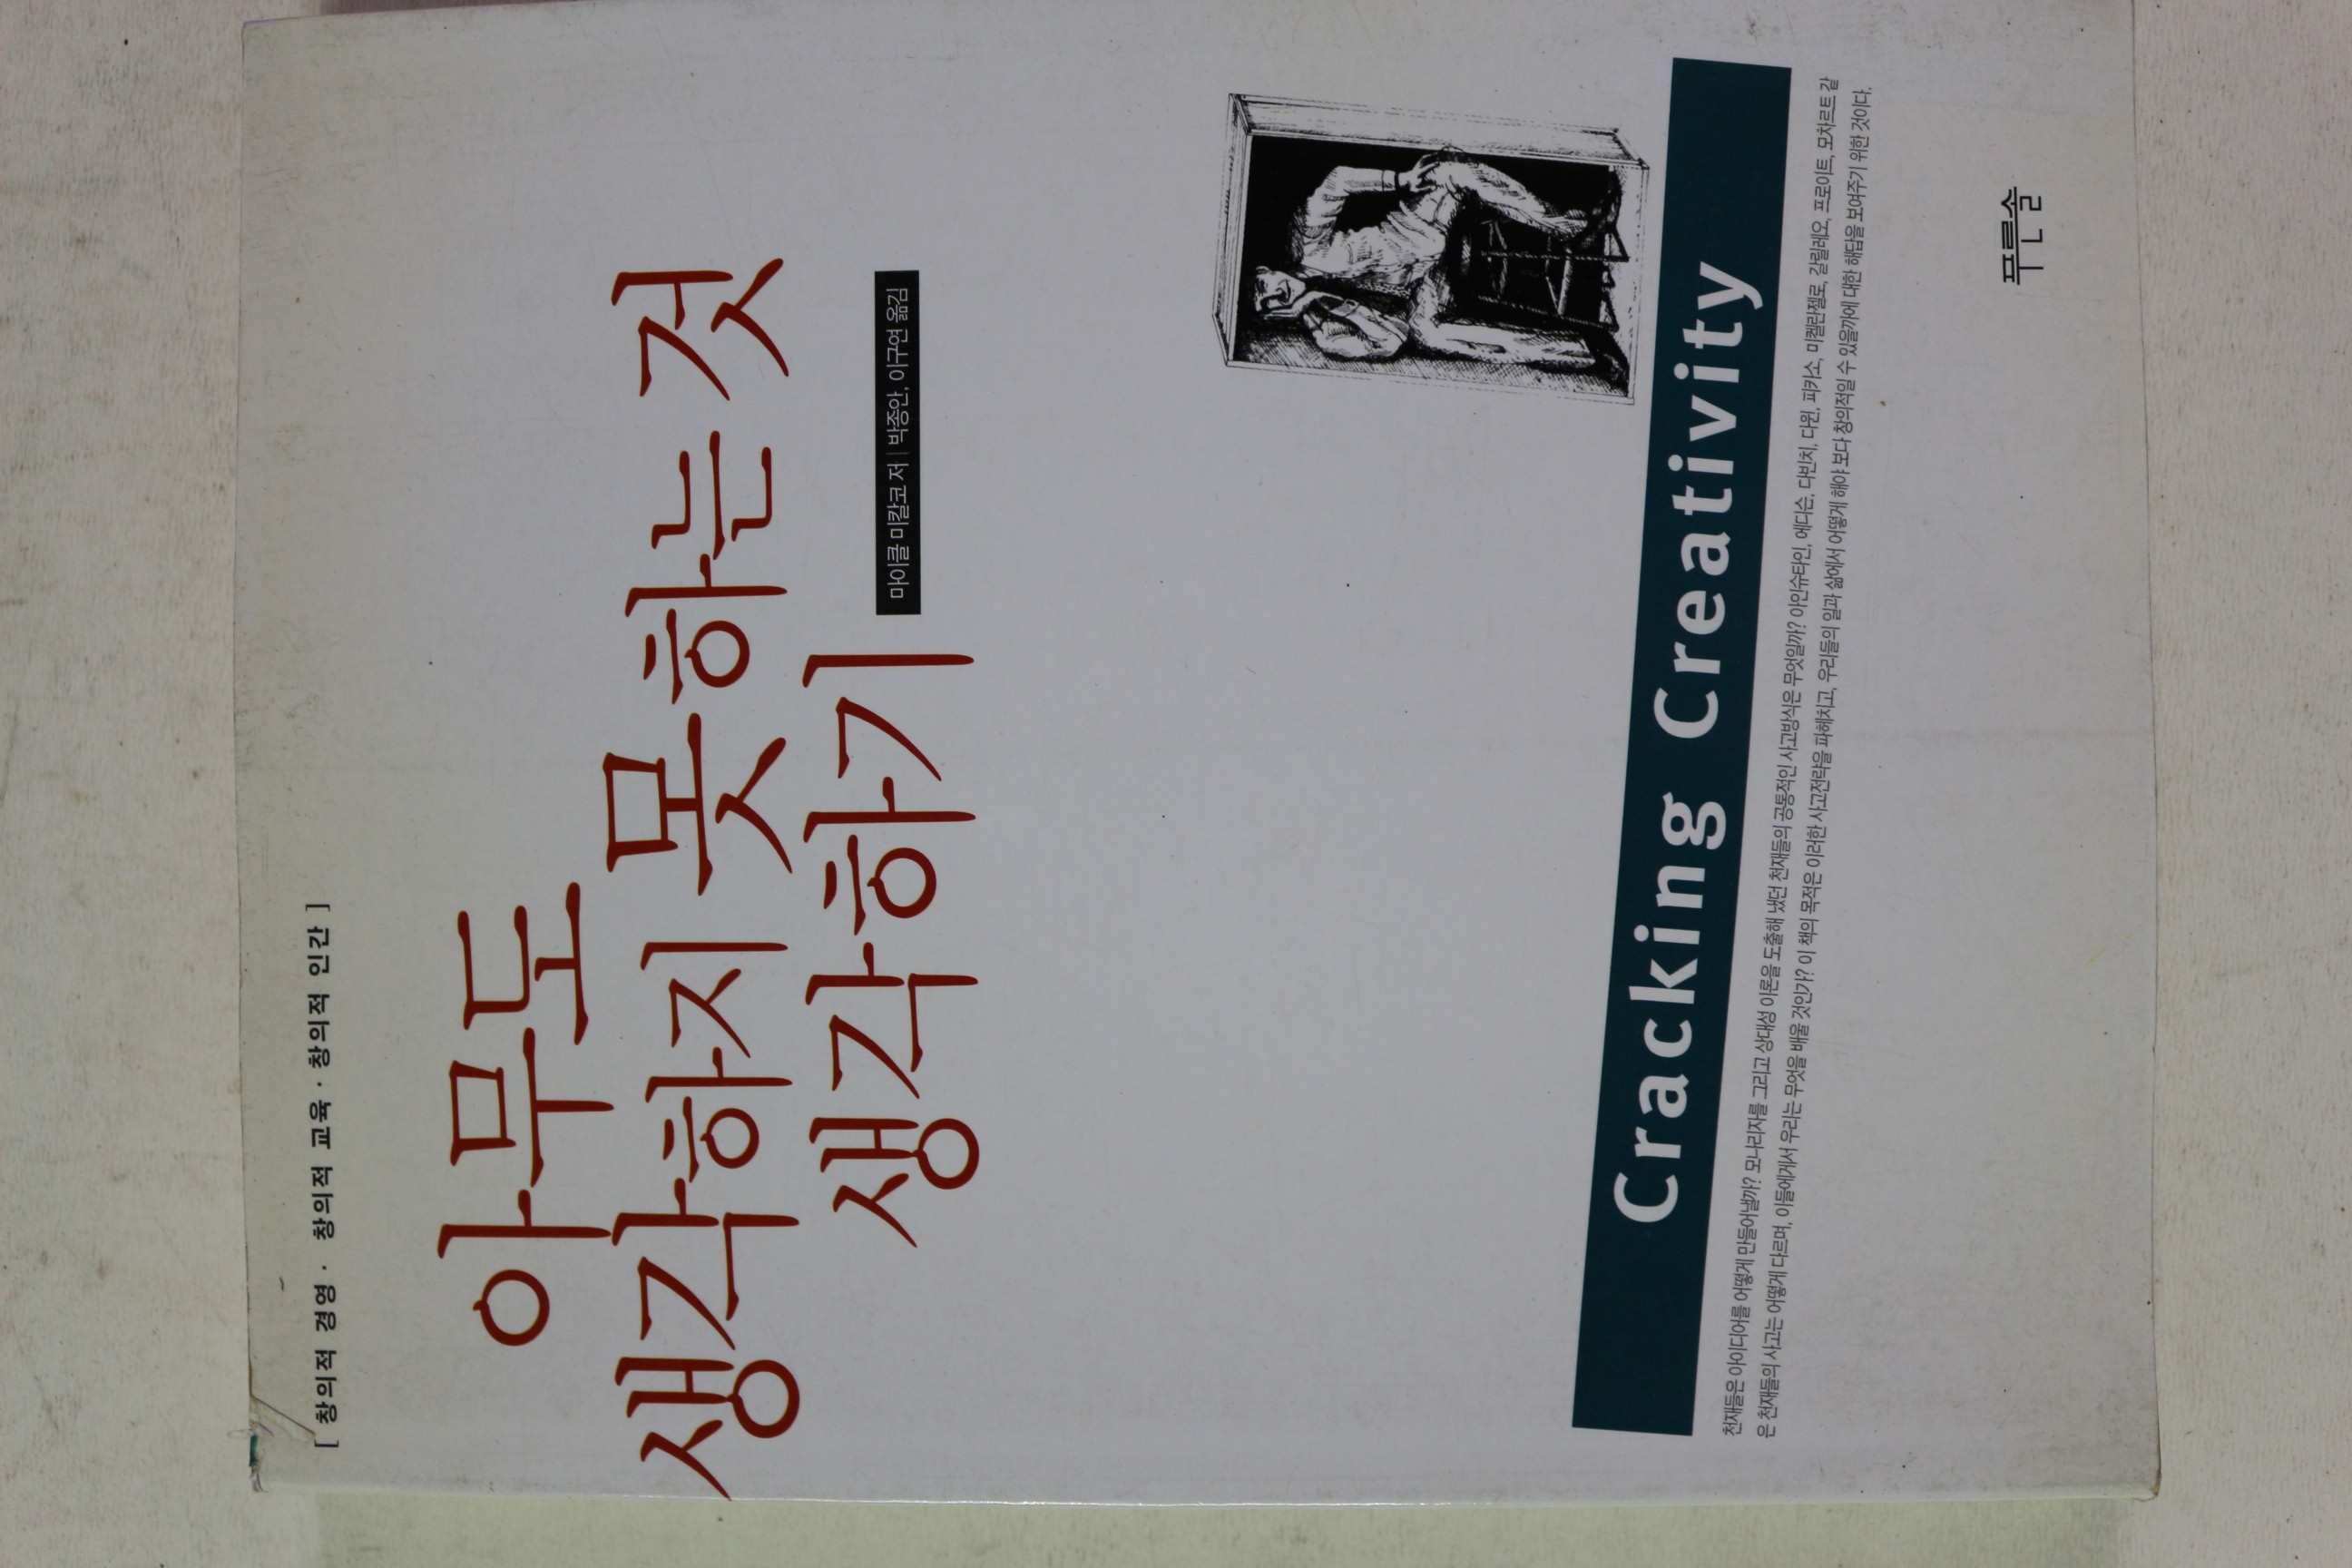 [ 창의적 경영 · 창의적 교육 · 창의적 인간 ]
아무도
생각하지 못하는 것
생각하기
마이클 미칼코 저 | 박종안, 이구연 옮김
Cracking Creativity
천재들은 아이디어를 어떻게 만들어낼까? 모나리자를 그리고 상대성 이론을 도출해 냈던 천재들의 공통적인 사고방식은 무엇일까? 아인슈타인, 에디슨, 다빈치, 다윈, 피카소, 미켈란젤로, 갈릴레오, 프로이트, 모차르트 같
은 천재들의 사고는 어떻게 다르며, 이들에게서 우리는 무엇을 배울 것인가? 이 책의 목적은 이러한 사고전략을 파헤치고, 우리들의 일과 삶에서 어떻게 해야 보다 창의적일 수 있을까에 대한 해답을 보여주기 위한 것이다.
푸른솔